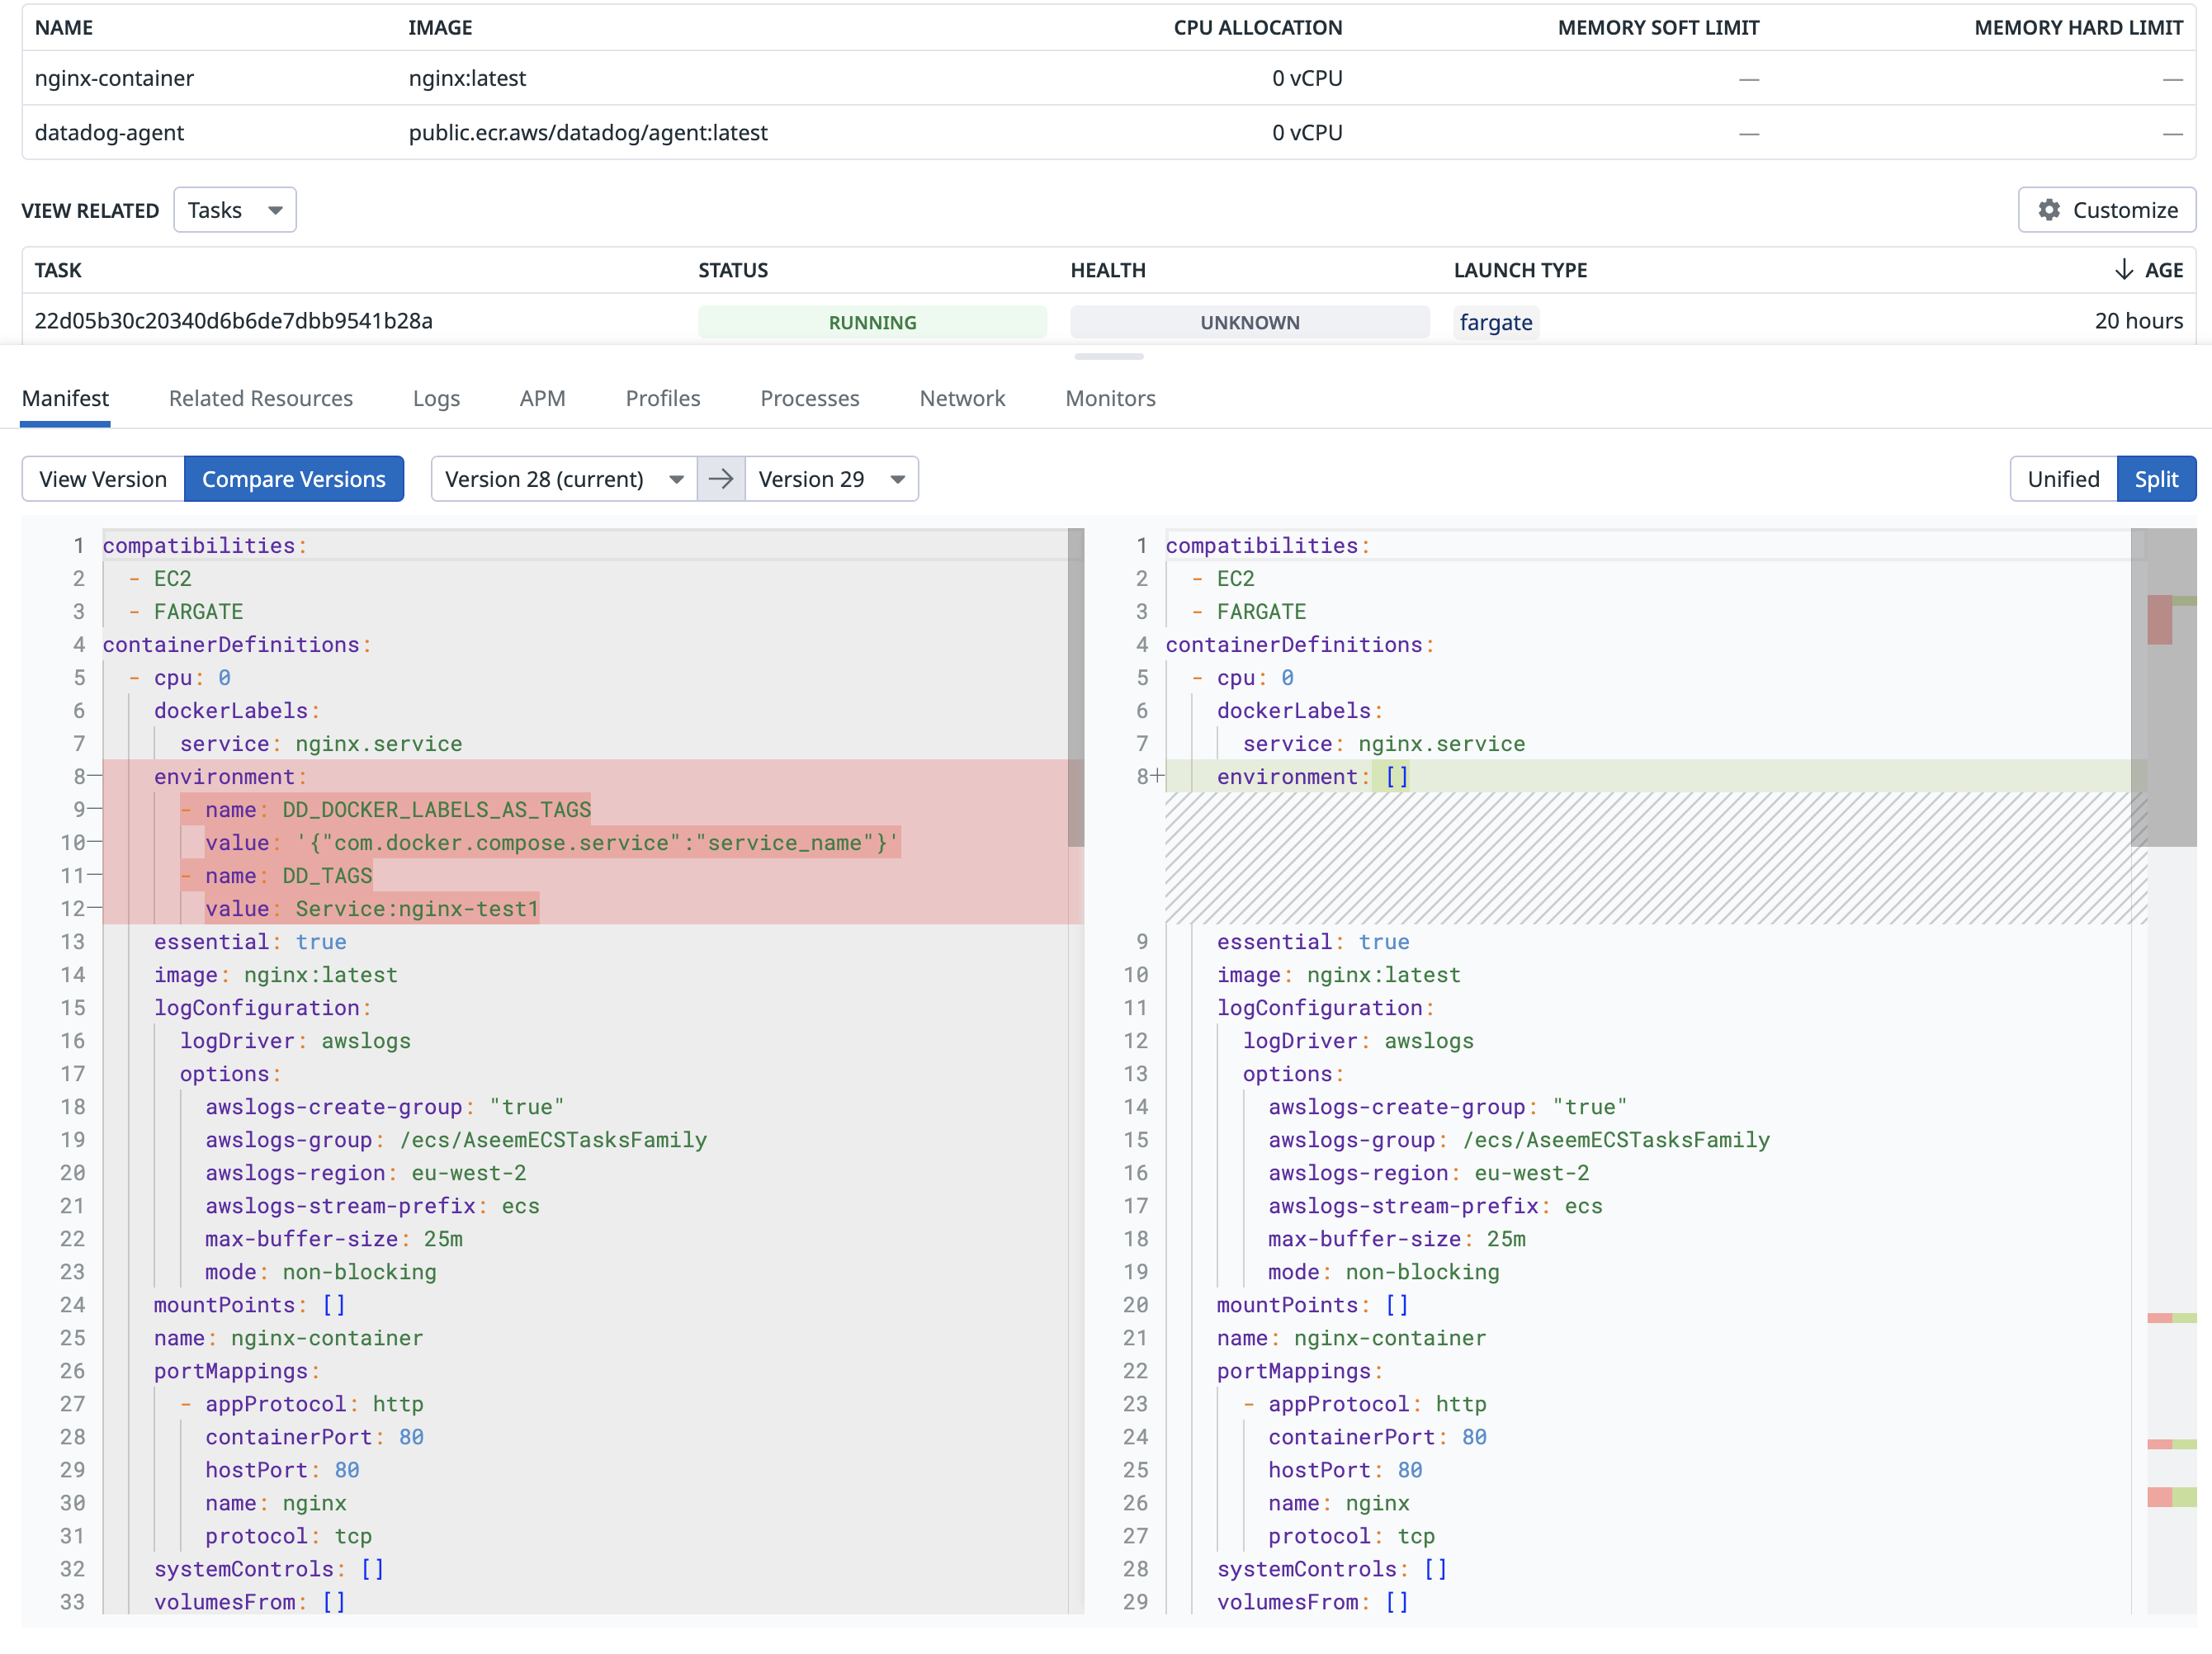 NAME IMAGE CPU ALLOCATION MEMORY SOFT LIMIT MEMORY HARD LIMIT
nginx-container nginx:latest 0 vCPU — —
datadog-agent public.ecr.aws/datadog/agent:latest 0 vCPU — —
VIEW RELATED Tasks Customize
TASK STATUS HEALTH LAUNCH TYPE ↓ AGE
22d05b30c20340d6b6de7dbb9541b28a RUNNING UNKNOWN fargate 20 hours
Manifest Related Resources Logs APM Profiles Processes Network Monitors
View Version Compare Versions Version 28 (current) → Version 29 Unified Split
1 compatibilities:
2 - EC2
3 - FARGATE
4 containerDefinitions:
5 - cpu: 0
6 dockerLabels:
7 service: nginx.service
8— environment:
9— - name: DD_DOCKER_LABELS_AS_TAGS
10— value: '{"com.docker.compose.service":"service_name"}'
11— - name: DD_TAGS
12— value: Service:nginx-test1
13 essential: true
14 image: nginx:latest
15 logConfiguration:
16 logDriver: awslogs
17 options:
18 awslogs-create-group: "true"
19 awslogs-group: /ecs/AseemECSTasksFamily
20 awslogs-region: eu-west-2
21 awslogs-stream-prefix: ecs
22 max-buffer-size: 25m
23 mode: non-blocking
24 mountPoints: []
25 name: nginx-container
26 portMappings:
27 - appProtocol: http
28 containerPort: 80
29 hostPort: 80
30 name: nginx
31 protocol: tcp
32 systemControls: []
33 volumesFrom: []
1 compatibilities:
2 - EC2
3 - FARGATE
4 containerDefinitions:
5 - cpu: 0
6 dockerLabels:
7 service: nginx.service
8+ environment: []
9 essential: true
10 image: nginx:latest
11 logConfiguration:
12 logDriver: awslogs
13 options:
14 awslogs-create-group: "true"
15 awslogs-group: /ecs/AseemECSTasksFamily
16 awslogs-region: eu-west-2
17 awslogs-stream-prefix: ecs
18 max-buffer-size: 25m
19 mode: non-blocking
20 mountPoints: []
21 name: nginx-container
22 portMappings:
23 - appProtocol: http
24 containerPort: 80
25 hostPort: 80
26 name: nginx
27 protocol: tcp
28 systemControls: []
29 volumesFrom: []